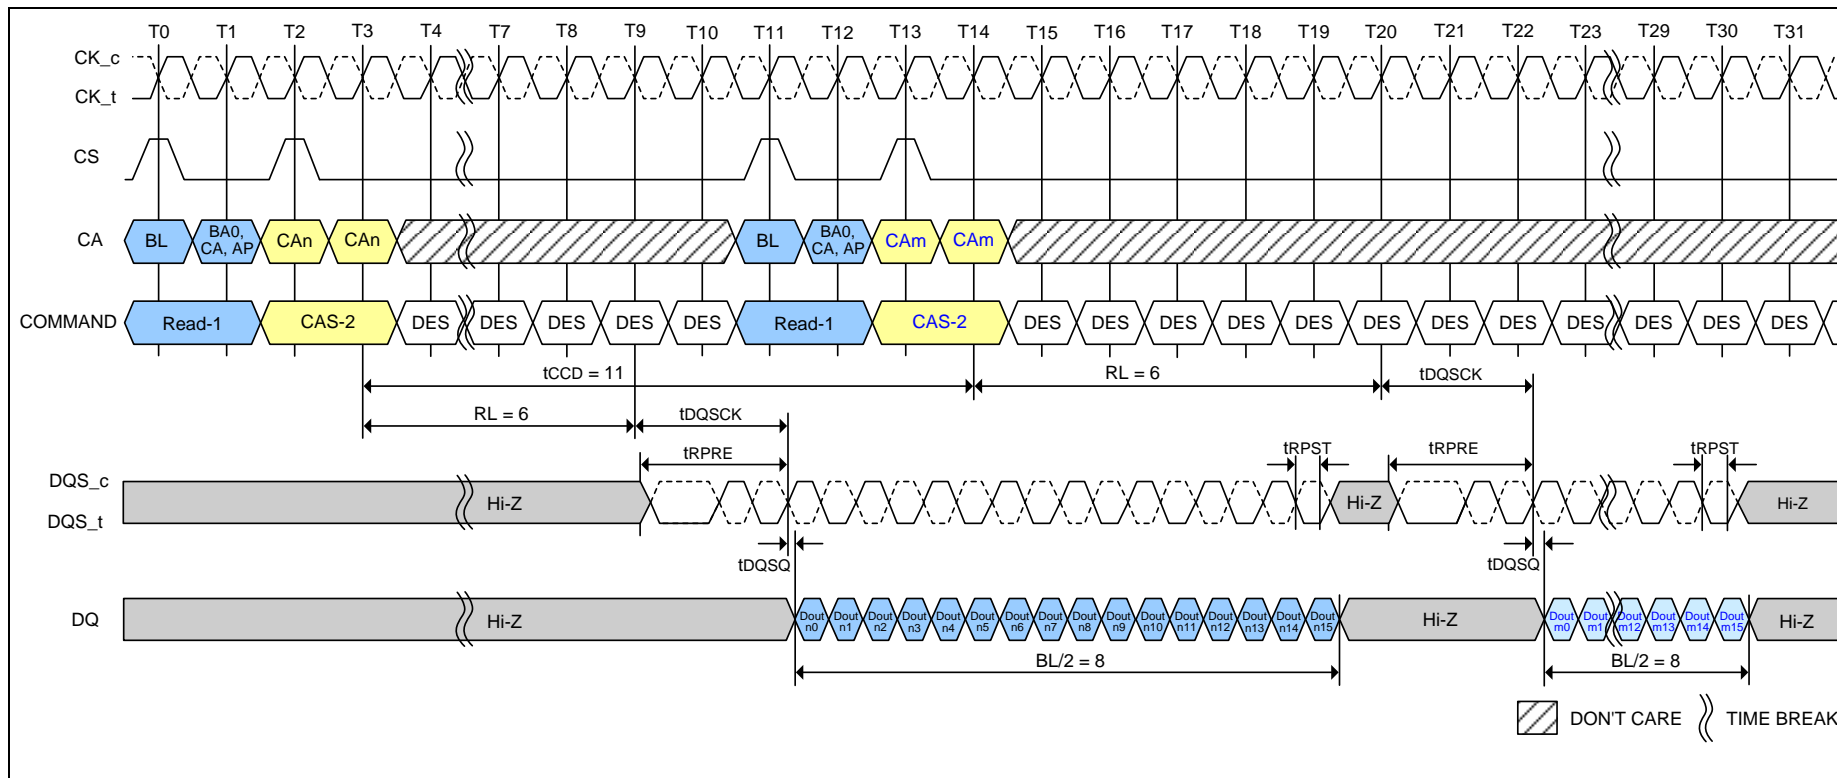 T0 T1 T2 T3 T4 T7 T8 T9 T10 T11 T12 T13 T14 T15 T16 T17 T18 T19 T20 T21 T22 T23 T29 T30 T31
CK_c
CK_t
CS
CA BL BA0, CA, AP CAn CAn BL BA0, CA, AP CAm CAm
COMMAND Read-1 CAS-2 DES DES DES DES DES Read-1 CAS-2 DES DES DES DES DES DES DES DES DES DES DES DES
tCCD = 11 RL = 6 tDQSCK
RL = 6 tDQSCK
tRPRE tRPST tRPRE tRPST
DQS_c
Hi-Z Hi-Z Hi-Z
DQS_t
tDQSQ tDQSQ
DQ Hi-Z Dout n0 Dout n1 Dout n2 Dout n3 Dout n4 Dout n5 Dout n6 Dout n7 Dout n8 Dout n9 Dout n10 Dout n11 Dout n12 Dout n13 Dout n14 Dout n15 Hi-Z Dout m0 Dout m1 Dout m12 Dout m13 Dout m14 Dout m15 Hi-Z
BL/2 = 8 BL/2 = 8
DON'T CARE TIME BREAK